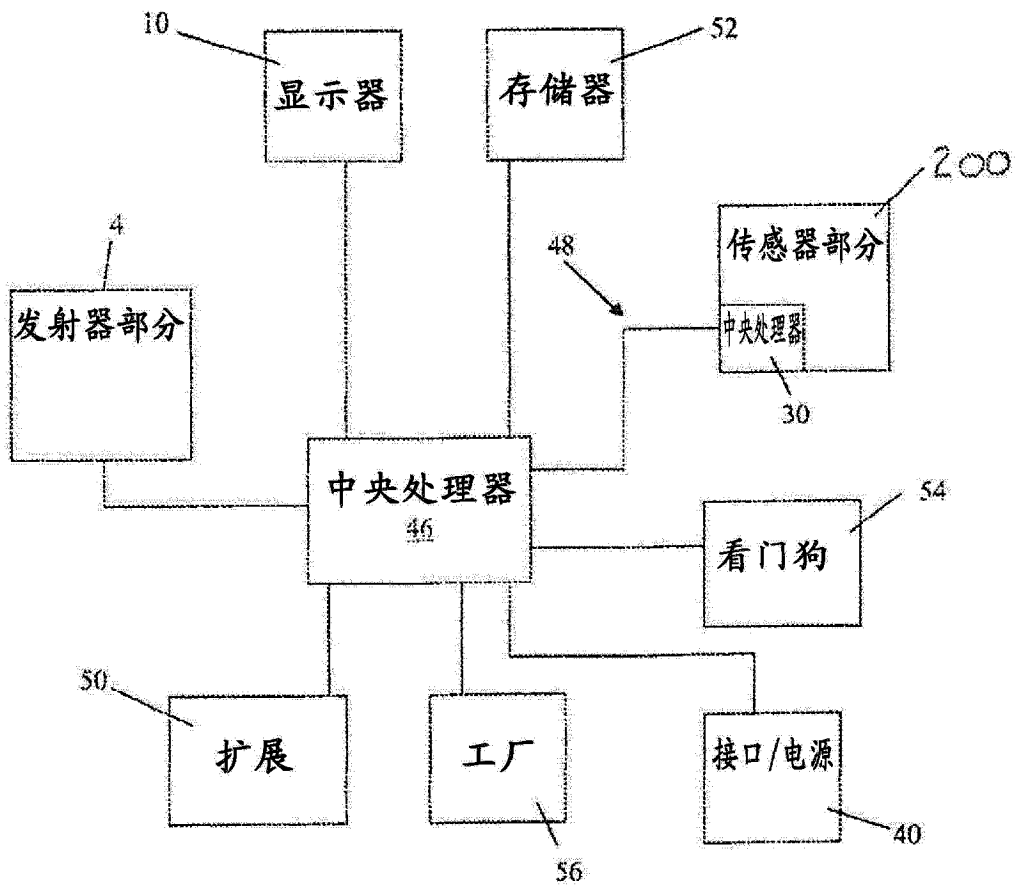 10
52
显示器
存储器
200
4
传感器部分
48
发射器部分
中央处理器
30
中央处理器
46
54
看门狗
50
扩展
工厂
接口/电源
56
40